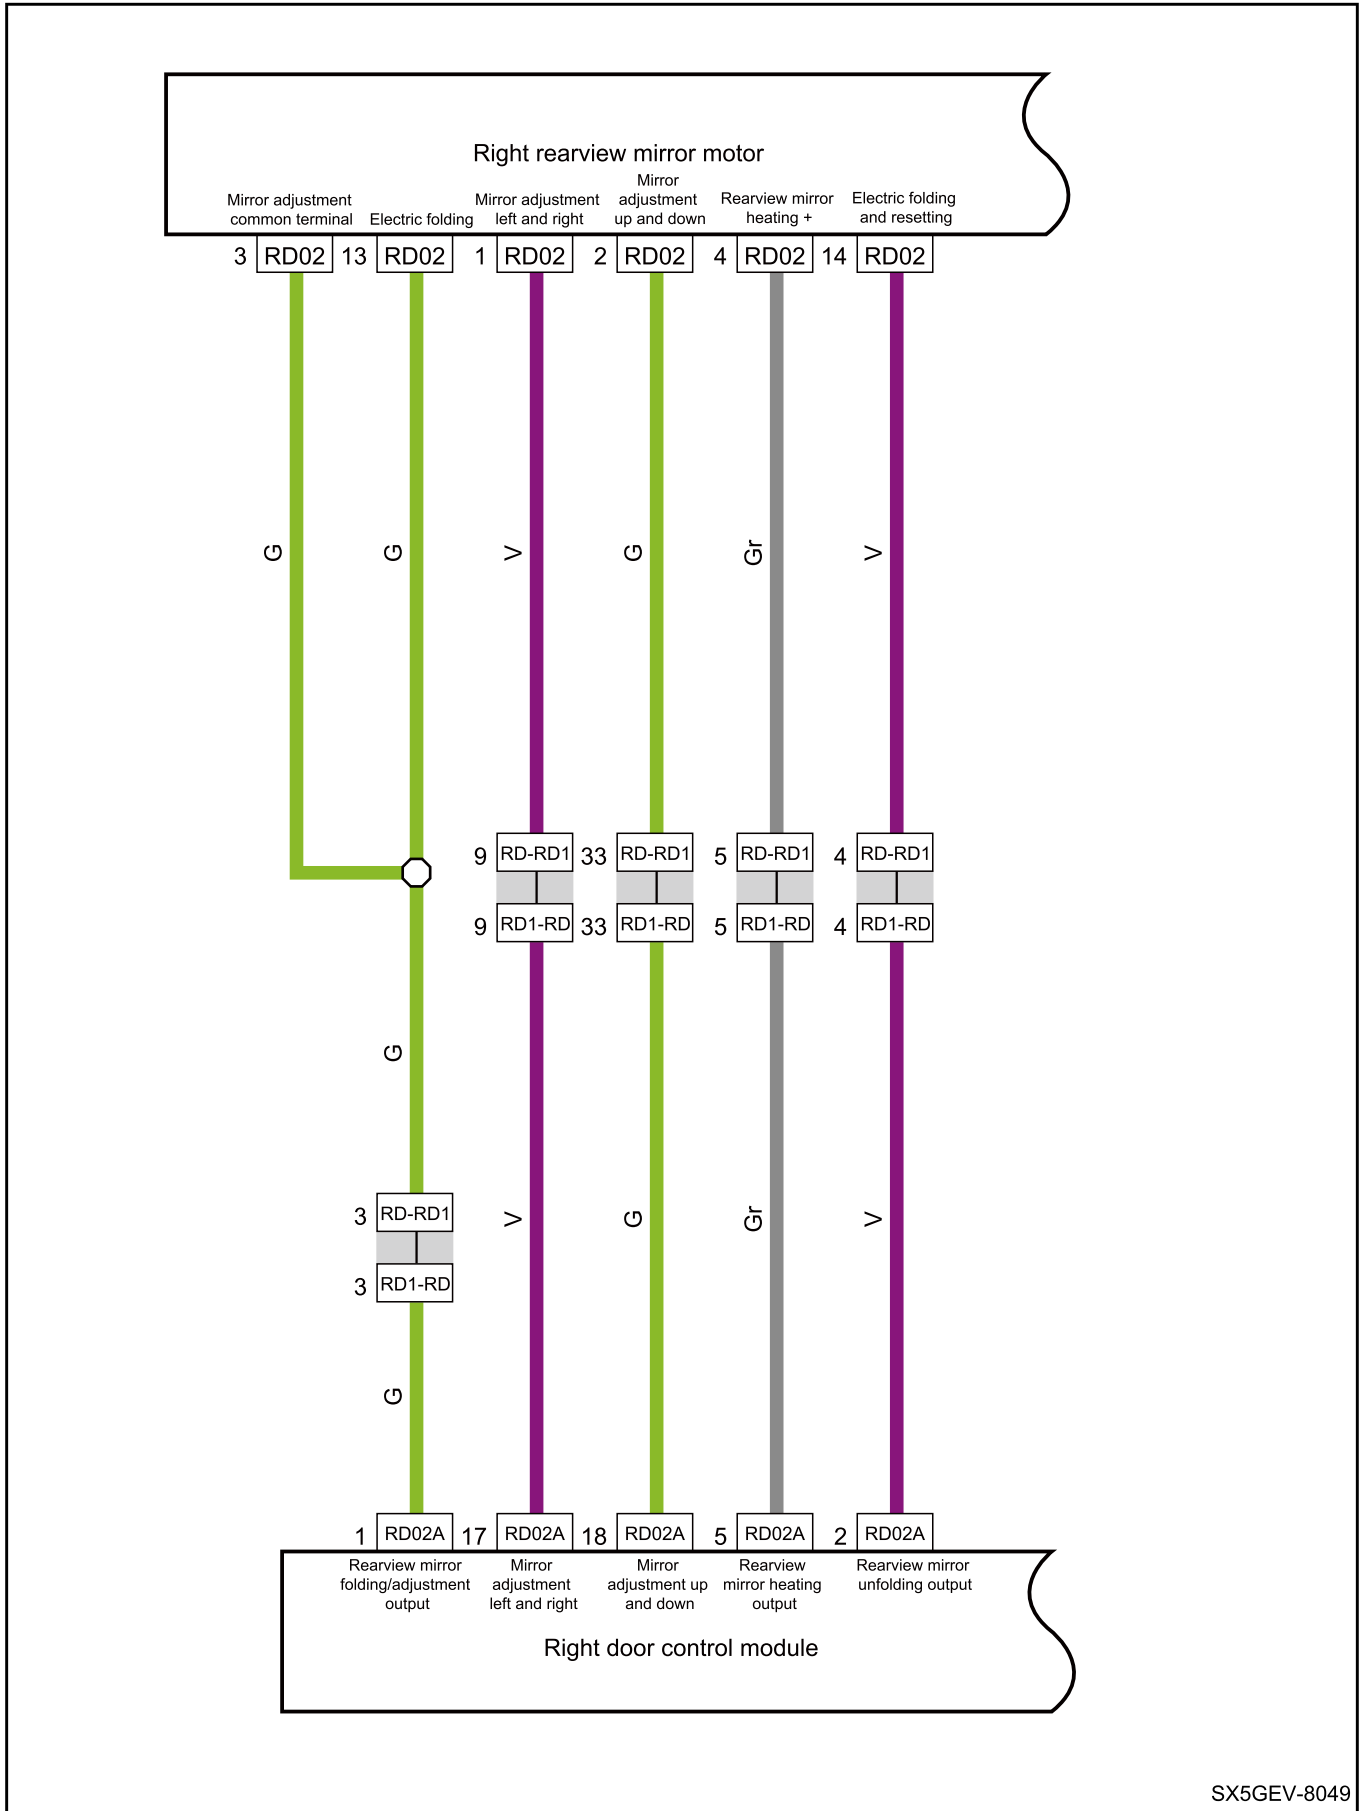 Right rearview mirror motor
Mirror adjustment
common terminal
Electric folding
Mirror adjustment
left and right
Mirror
adjustment
up and down
Rearview mirror
heating +
Electric folding
and resetting
3 RD02 13 RD02 1 RD02 2 RD02 4 RD02 14 RD02
G G V G Gr V
9 RD-RD1 33 RD-RD1 5 RD-RD1 4 RD-RD1
9 RD1-RD 33 RD1-RD 5 RD1-RD 4 RD1-RD
G
3 RD-RD1
V G Gr V
3 RD1-RD
G
1 RD02A 17 RD02A 18 RD02A 5 RD02A 2 RD02A
Rearview mirror
folding/adjustment
output
Mirror
adjustment
left and right
Mirror
adjustment up
and down
Rearview
mirror heating
output
Rearview mirror
unfolding output
Right door control module
SX5GEV-8049